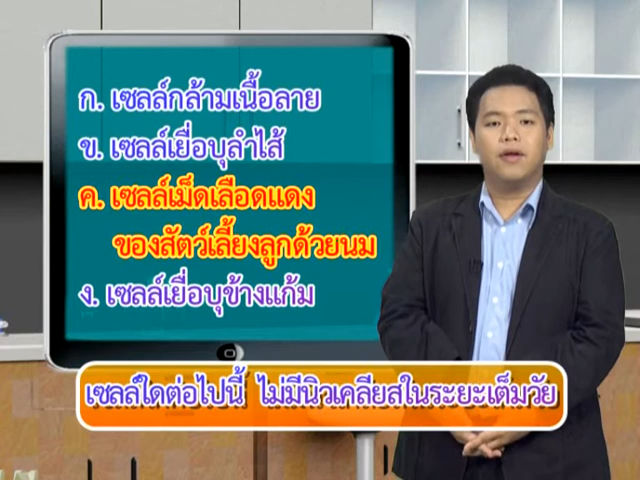 ก. เซลล์กล้ามเนื้อลาย
ข. เซลล์เยื่อบุลำไส้
ค. เซลล์เม็ดเลือดแดง
ของสัตว์เลี้ยงลูกด้วยนม
ง. เซลล์เยื่อบุข้างแก้ม
เซลล์ใดต่อไปนี้ ไม่มีนิวเคลียสในระยะเต็มวัย